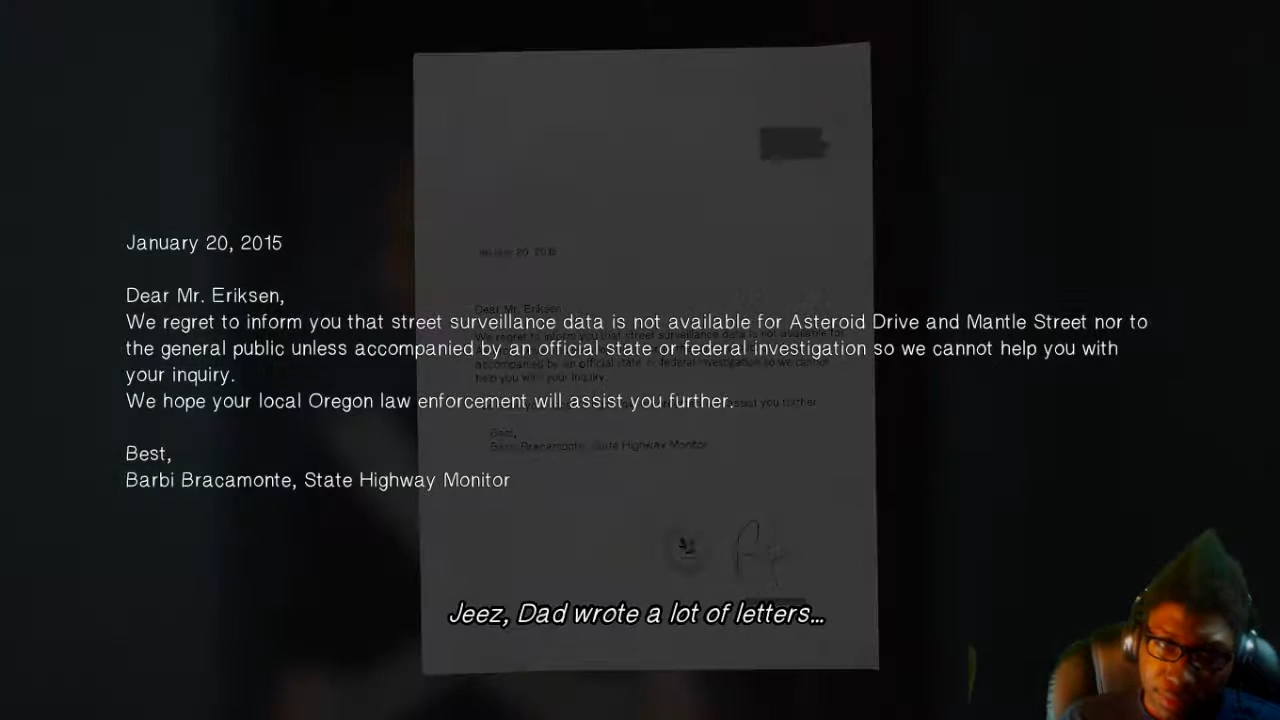 January 20, 2015
Dear Mr. Eriksen,
We regret to inform you that street surveillance data is not available for Asteroid Drive and Mantle Street nor to
the general public unless accompanied by an official state or federal investigation so we cannot help you with
your inquiry.
We hope your local Oregon law enforcement will assist you further.
Best,
Barbi Bracamonte, State Highway Monitor
Jeez, Dad wrote a lot of letters...